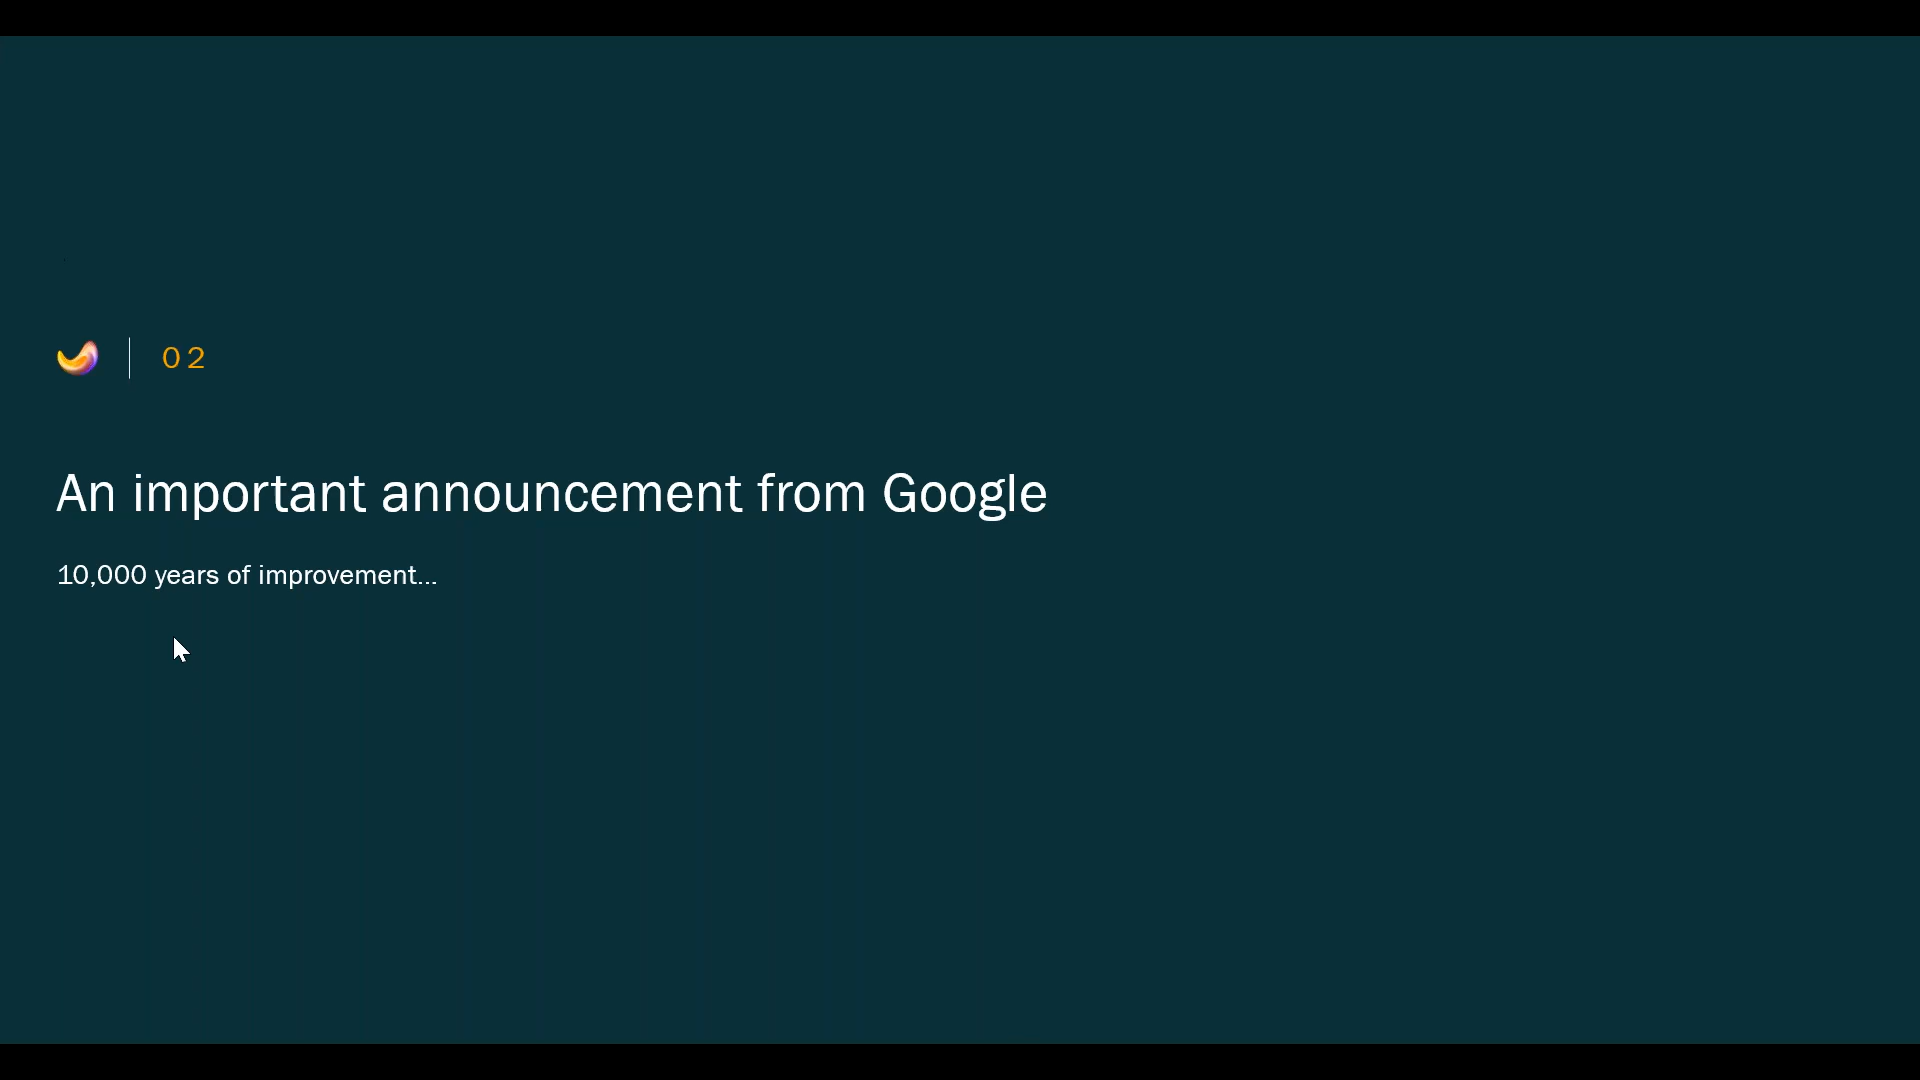 02
An important announcement from Google
10,000 years of improvement...